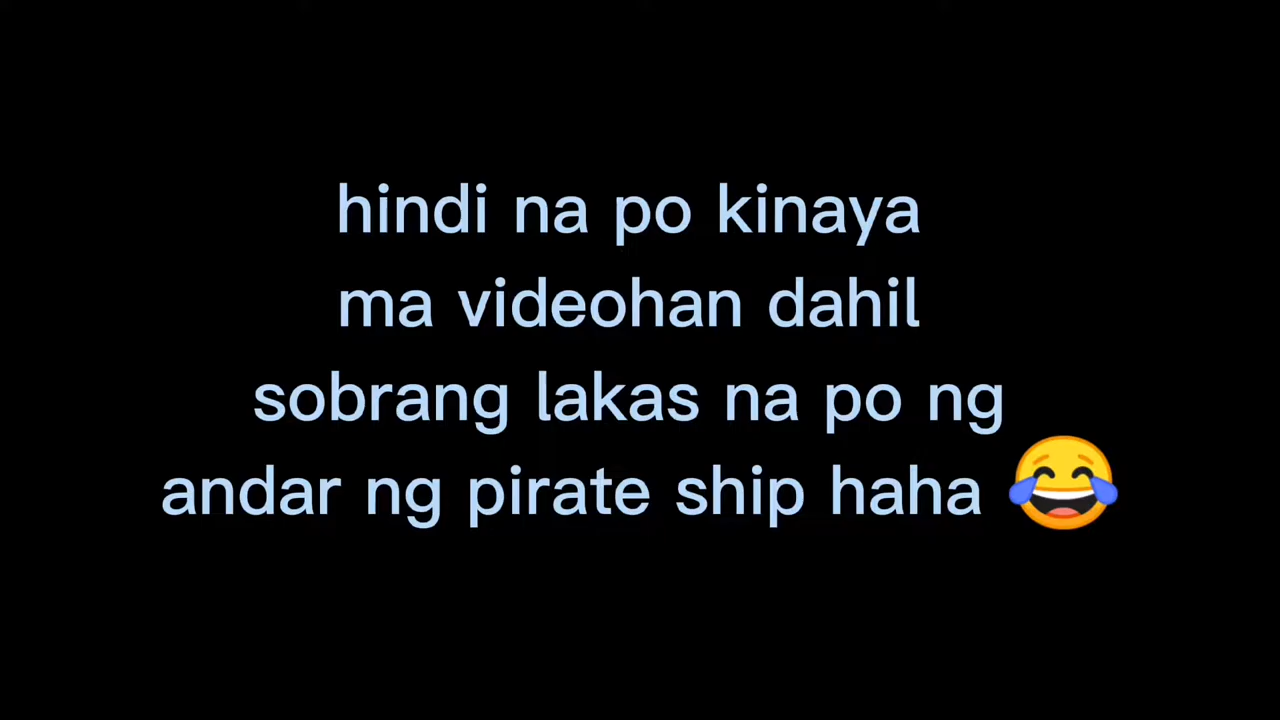 hindi na po kinaya
ma videohan dahil
sobrang lakas na po ng
andar ng pirate ship haha 😂